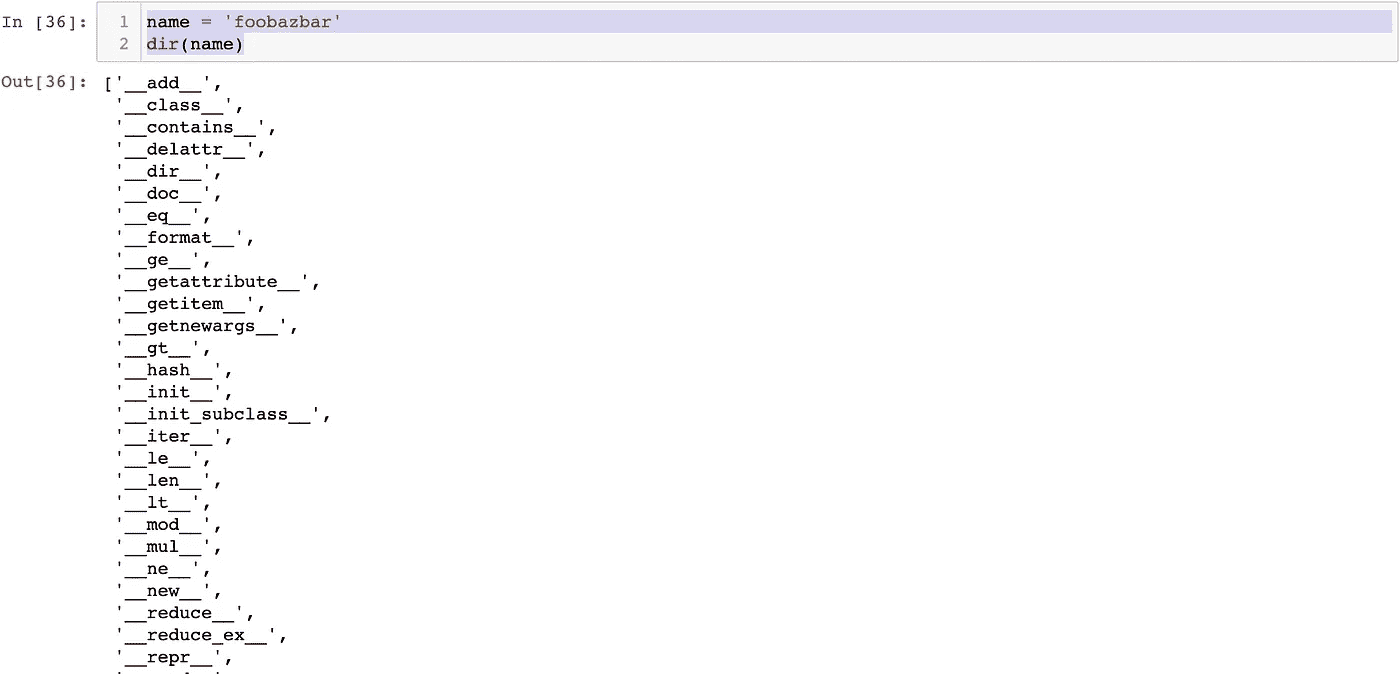 In [36]: 1 name = 'foobazbar'
2 dir(name)
Out[36]: ['__add__',
'__class__',
'__contains__',
'__delattr__',
'__dir__',
'__doc__',
'__eq__',
'__format__',
'__ge__',
'__getattribute__',
'__getitem__',
'__getnewargs__',
'__gt__',
'__hash__',
'__init__',
'__init_subclass__',
'__iter__',
'__le__',
'__len__',
'__lt__',
'__mod__',
'__mul__',
'__ne__',
'__new__',
'__reduce__',
'__reduce_ex__',
'__repr__',